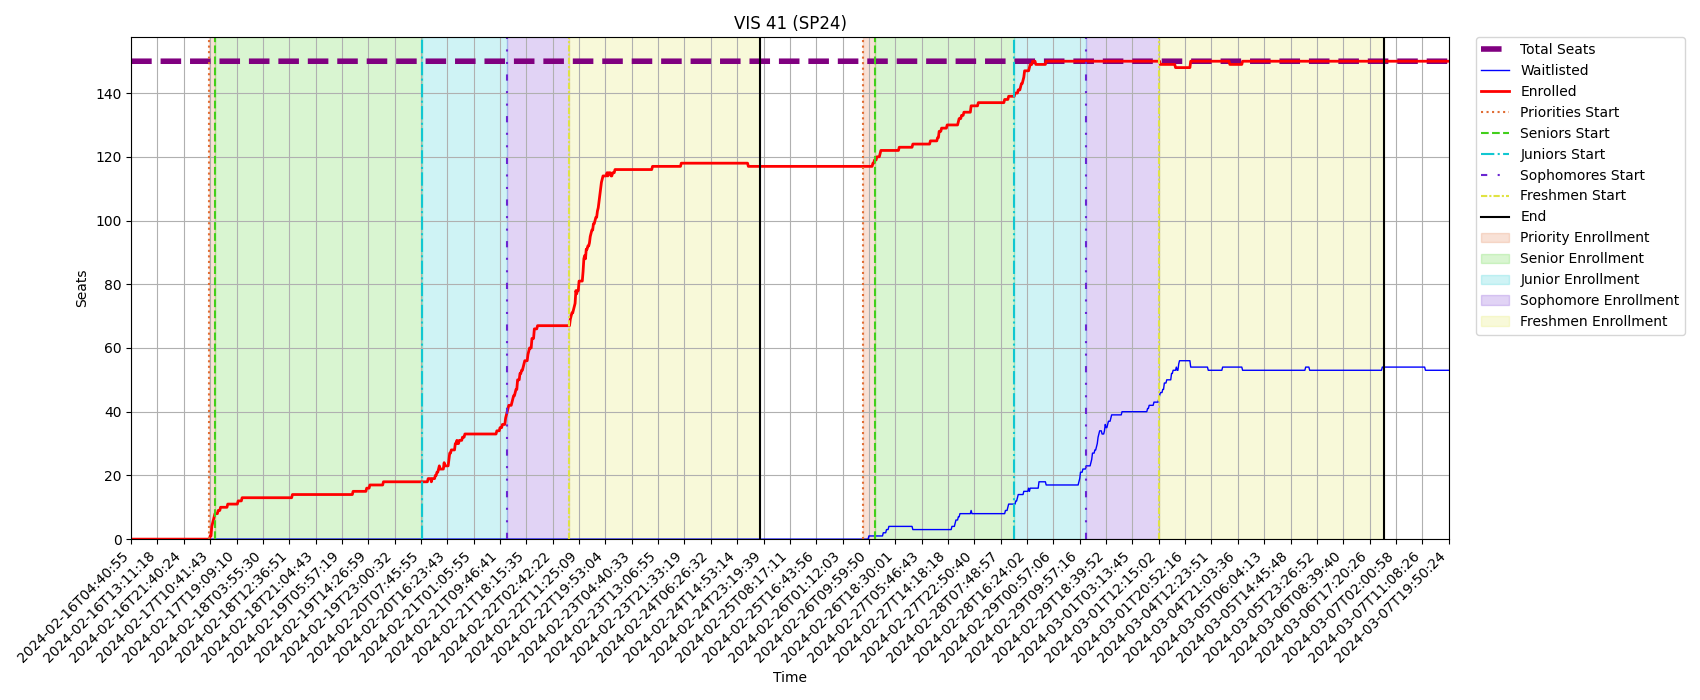 VIS 41 (SP24)
Seats
140
120
100
80
60
40
20
0
2024-02-16T04:40:55
2024-02-16T13:11:18
2024-02-16T21:40:24
2024-02-17T10:41:43
2024-02-17T19:09:10
2024-02-18T03:55:30
2024-02-18T12:36:51
2024-02-18T21:04:43
2024-02-19T05:57:19
2024-02-19T14:26:59
2024-02-19T23:00:32
2024-02-20T07:45:55
2024-02-20T16:23:43
2024-02-21T01:05:55
2024-02-21T09:46:41
2024-02-21T18:15:35
2024-02-22T02:42:22
2024-02-22T11:25:09
2024-02-22T19:53:04
2024-02-23T04:40:33
2024-02-23T13:06:55
2024-02-23T21:33:19
2024-02-24T06:26:32
2024-02-24T14:53:14
2024-02-24T23:19:39
2024-02-25T08:17:11
2024-02-25T16:43:56
2024-02-26T01:12:03
2024-02-26T09:59:50
2024-02-26T18:30:01
2024-02-27T05:46:43
2024-02-27T14:18:18
2024-02-27T22:50:40
2024-02-28T07:48:57
2024-02-28T16:24:02
2024-02-29T00:57:06
2024-02-29T09:57:16
2024-02-29T18:39:52
2024-03-01T03:13:45
2024-03-01T12:15:02
2024-03-01T20:52:16
2024-03-04T12:23:51
2024-03-04T21:03:36
2024-03-05T06:04:13
2024-03-05T14:45:48
2024-03-05T23:26:52
2024-03-06T08:39:40
2024-03-06T17:20:26
2024-03-07T02:00:58
2024-03-07T11:08:26
2024-03-07T19:50:24
Time
Total Seats
Waitlisted
Enrolled
Priorities Start
Seniors Start
Juniors Start
Sophomores Start
Freshmen Start
End
Priority Enrollment
Senior Enrollment
Junior Enrollment
Sophomore Enrollment
Freshmen Enrollment